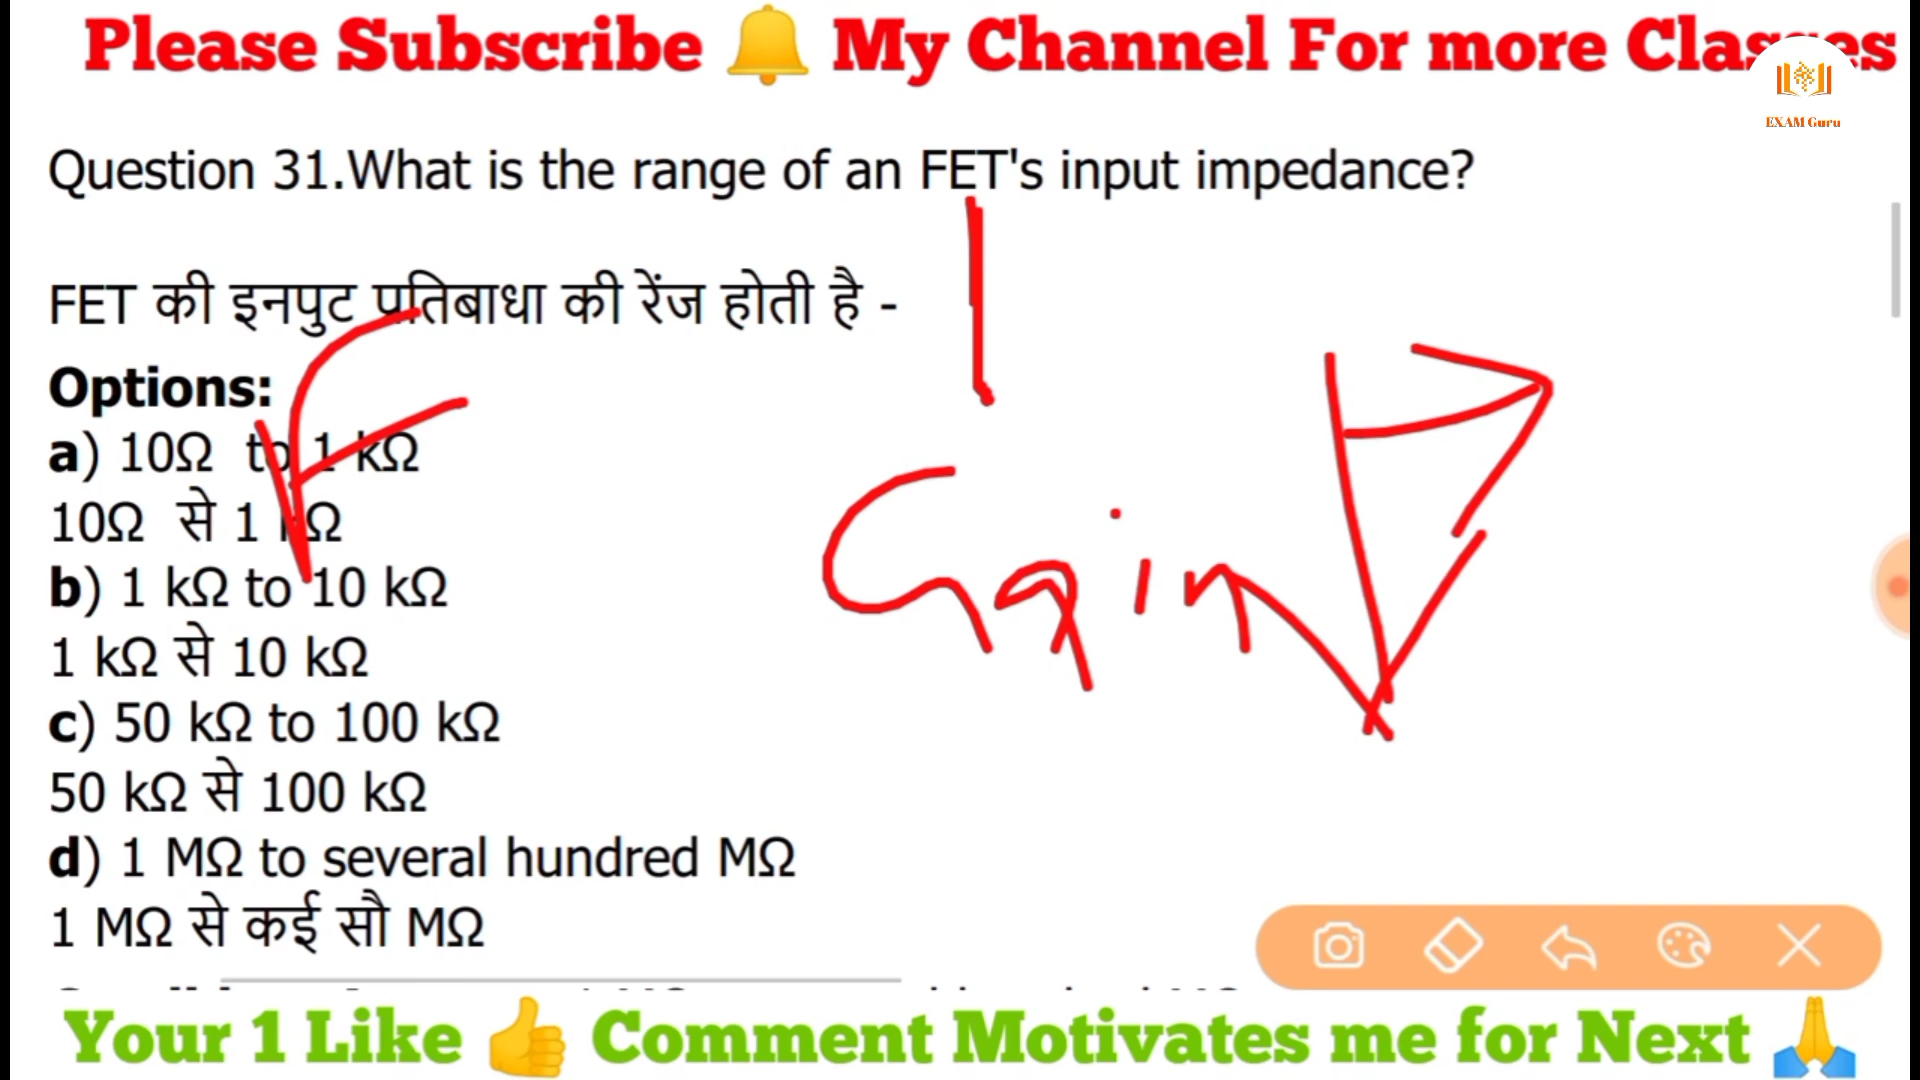 Please Subscribe 🔔 My Channel For more Classes
EXAM Guru
Question 31.What is the range of an FET's input impedance?
FET की इनपुट प्रतिबाधा की रेंज होती है -
Options:
a) 10Ω to 1 kΩ
10Ω से 1 kΩ
b) 1 kΩ to 10 kΩ
1 kΩ से 10 kΩ
c) 50 kΩ to 100 kΩ
50 kΩ से 100 kΩ
d) 1 MΩ to several hundred MΩ
1 MΩ से कई सौ MΩ
Gain
Your 1 Like 👍 Comment Motivates me for Next 🙏